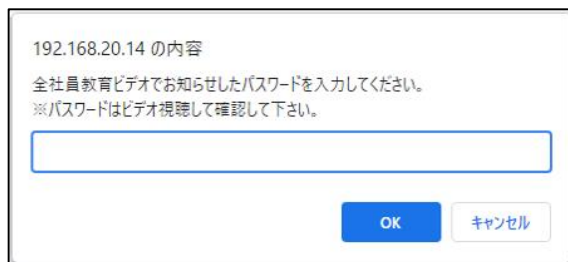 192.168.20.14 の内容
全社員教育ビデオでお知らせしたパスワードを入力してください。
※パスワードはビデオ視聴して確認して下さい。
OK キャンセル